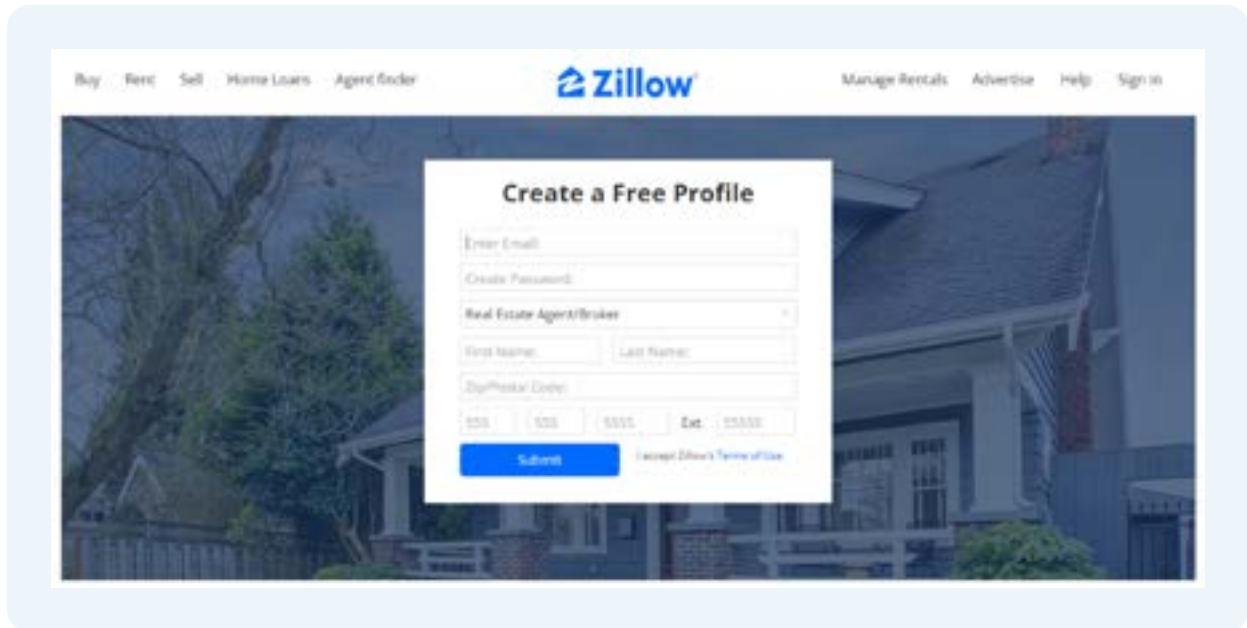 Buy Rent Sell Home Loans Agent finder Zillow Manage Rentals Advertise Help Sign in
Create a Free Profile
Enter Email:
Create Password:
Real Estate Agent/Broker
First Name: Last Name:
Zip/Postal Code:
555 555 5555 Ext 55555
Submit I accept Zillow's Terms of Use